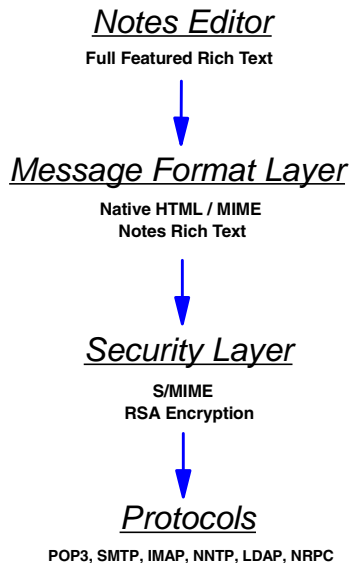 Notes Editor
Full Featured Rich Text
Message Format Layer
Native HTML / MIME
Notes Rich Text
Security Layer
S/MIME
RSA Encryption
Protocols
POP3, SMTP, IMAP, NNTP, LDAP, NRPC